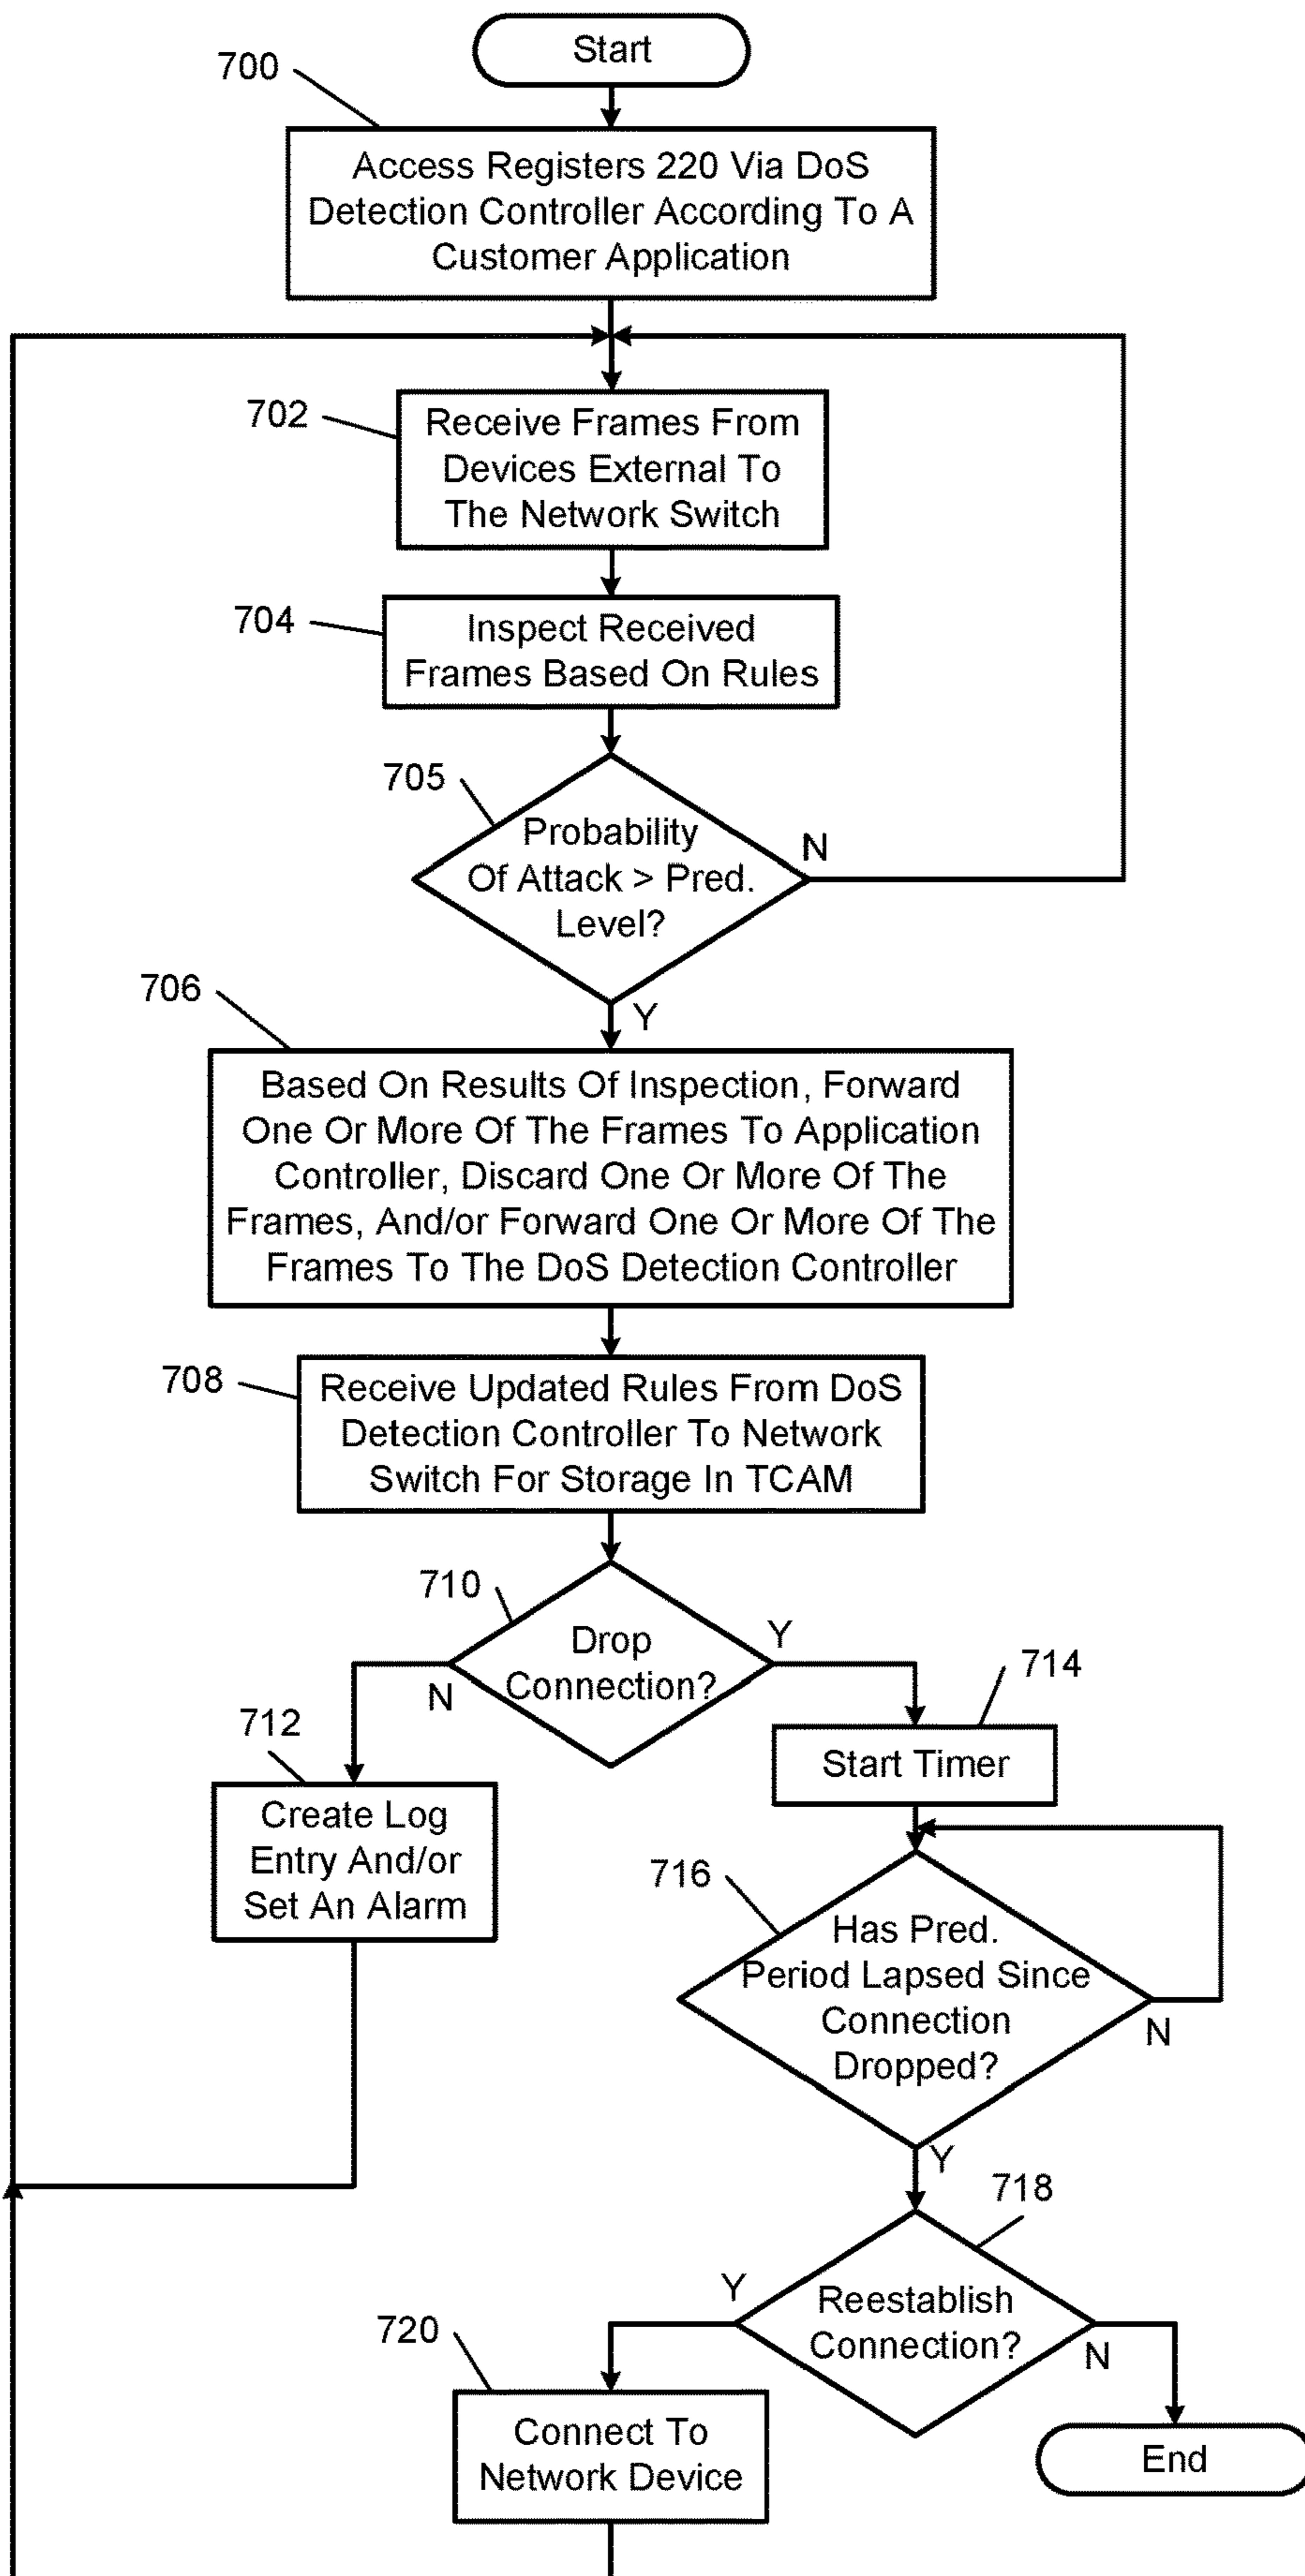 Start
700
Access Registers 220 Via DoS
Detection Controller According To A
Customer Application
702
Receive Frames From
Devices External To
The Network Switch
704
Inspect Received
Frames Based On Rules
705
Probability
Of Attack > Pred.
Level?
N
Y
706
Based On Results Of Inspection, Forward
One Or More Of The Frames To Application
Controller, Discard One Or More Of The
Frames, And/or Forward One Or More Of The
Frames To The DoS Detection Controller
708
Receive Updated Rules From DoS
Detection Controller To Network
Switch For Storage In TCAM
710
Drop
Connection?
Y
N
712
Create Log
Entry And/or
Set An Alarm
714
Start Timer
716
Has Pred.
Period Lapsed Since
Connection
Dropped?
N
Y
718
Reestablish
Connection?
Y
N
720
Connect To
Network Device
End